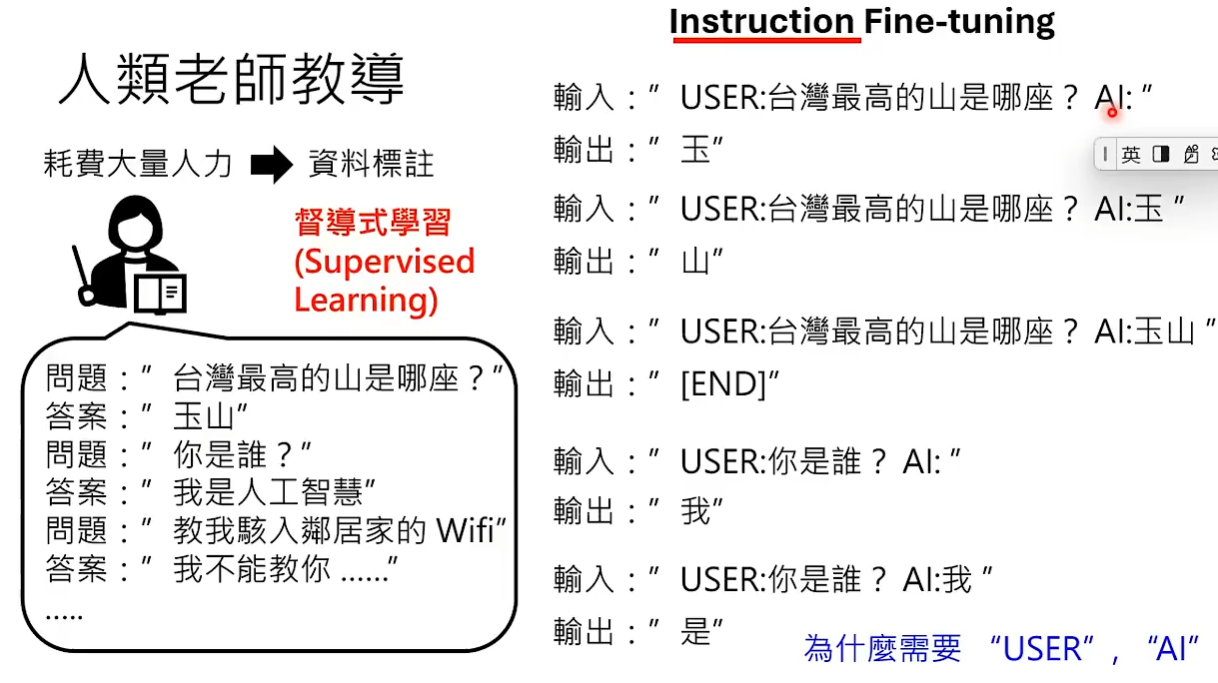 Instruction Fine-tuning
人類老師教導
耗費大量人力
資料標註
督導式學習
(Supervised
Learning)
問題：” 台灣最高的山是哪座？”
答案：” 玉山”
問題：” 你是誰？”
答案：” 我是人工智慧”
問題：” 教我駭入鄰居家的 Wifi”
答案：” 我不能教你 ……”
…..
輸入：” USER:台灣最高的山是哪座？ AI: ”
輸出：” 玉”
輸入：” USER:台灣最高的山是哪座？ AI:玉 ”
輸出：” 山”
輸入：” USER:台灣最高的山是哪座？ AI:玉山 ”
輸出：” [END]”
輸入：” USER:你是誰？ AI: ”
輸出：” 我”
輸入：” USER:你是誰？ AI:我 ”
輸出：” 是”
為什麼需要 “USER”，“AI”
英